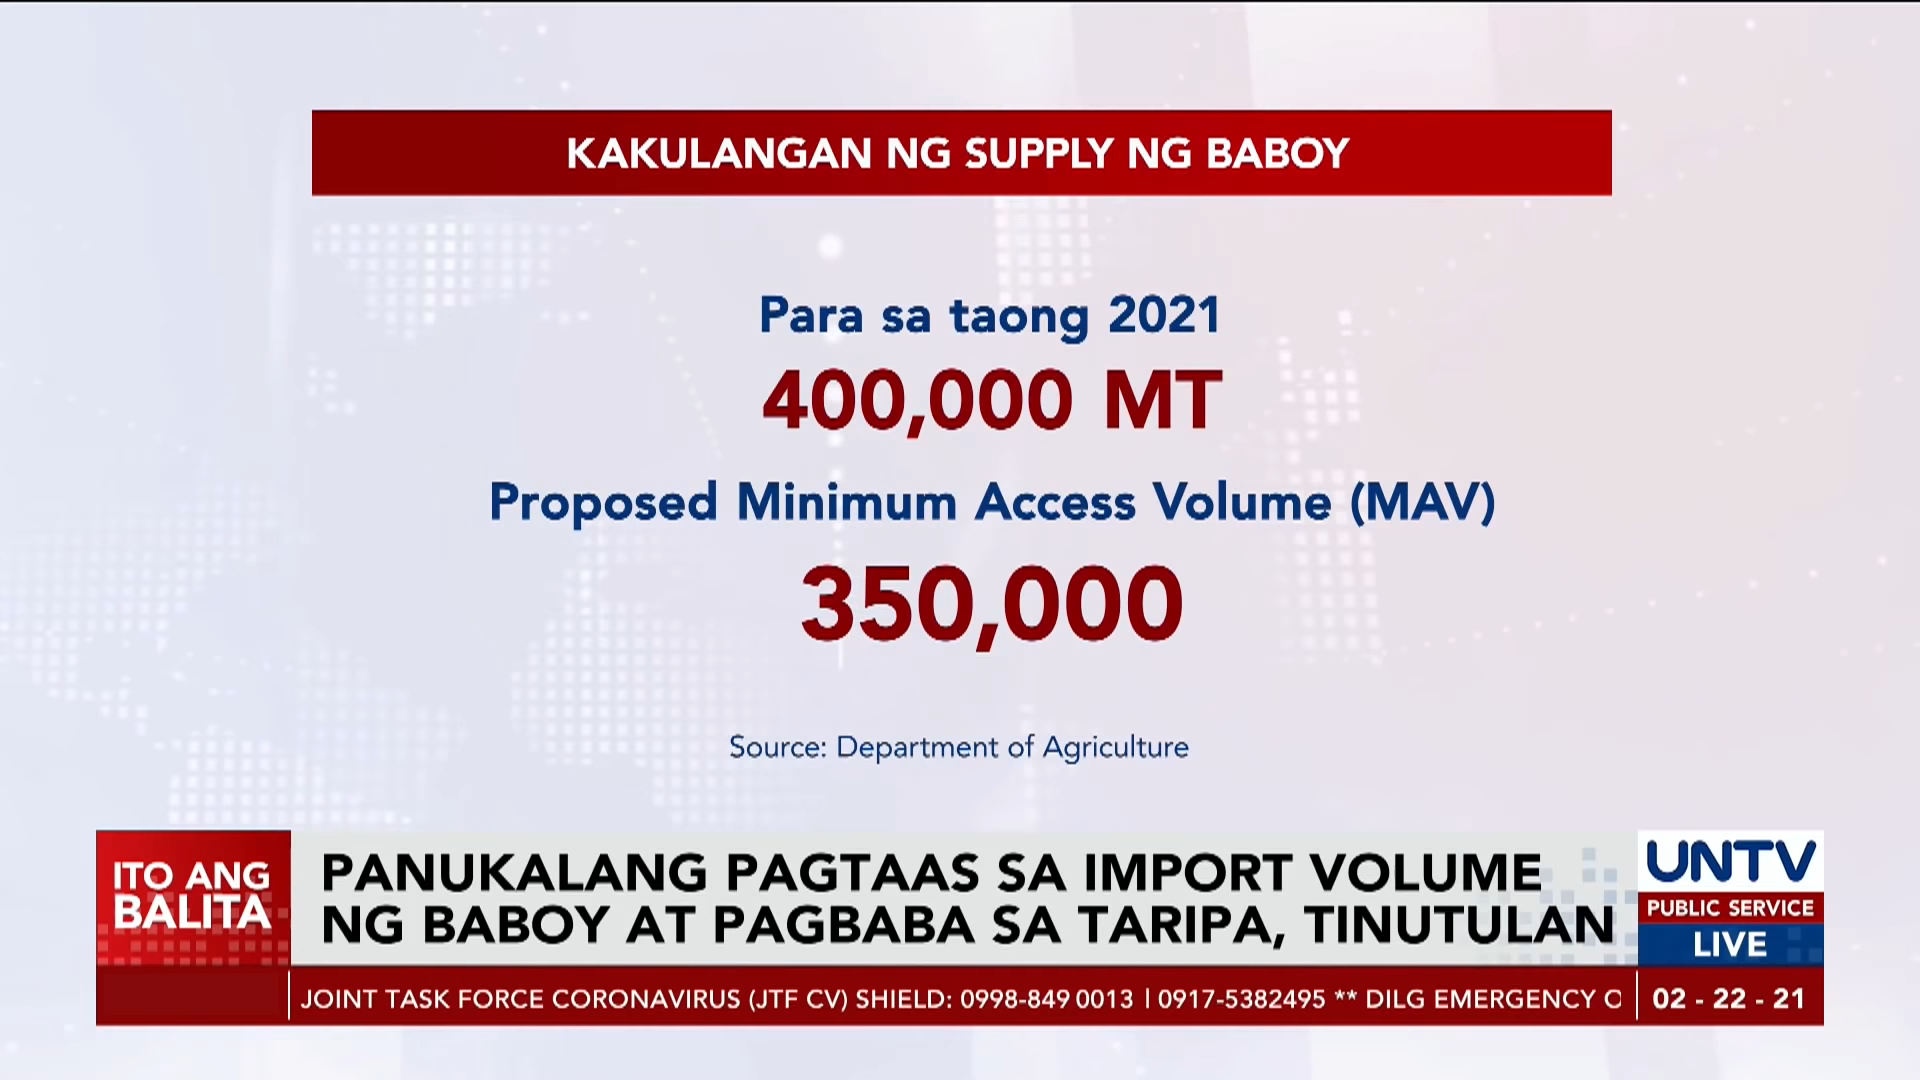 KAKULANGAN NG SUPPLY NG BABOY
Para sa taong 2021
400,000 MT
Proposed Minimum Access Volume (MAV)
350,000
Source: Department of Agriculture
ITO ANG
BALITA
PANUKALANG PAGTAAS SA IMPORT VOLUME
NG BABOY AT PAGBABA SA TARIPA, TINUTULAN
UNTV
PUBLIC SERVICE
LIVE
JOINT TASK FORCE CORONAVIRUS (JTF CV) SHIELD: 0998-849 0013 | 0917-5382495 ** DILG EMERGENCY
02 - 22 - 21